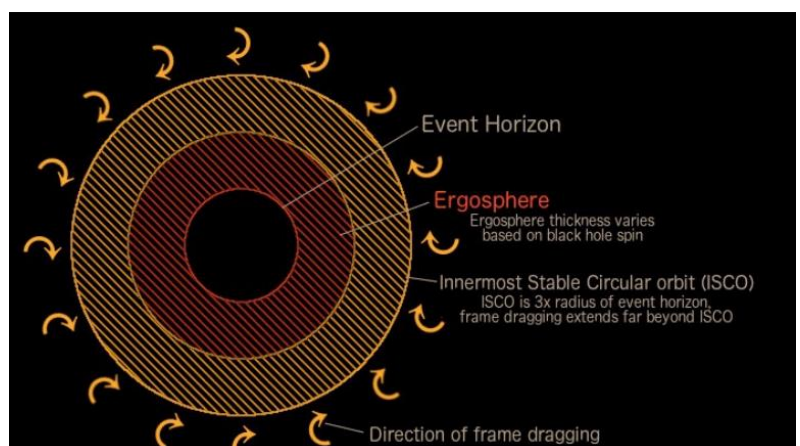 Event Horizon
Ergosphere
Ergosphere thickness varies
based on black hole spin
Innermost Stable Circular orbit (ISCO)
ISCO is 3x radius of event horizon,
frame dragging extends far beyond ISCO
Direction of frame dragging